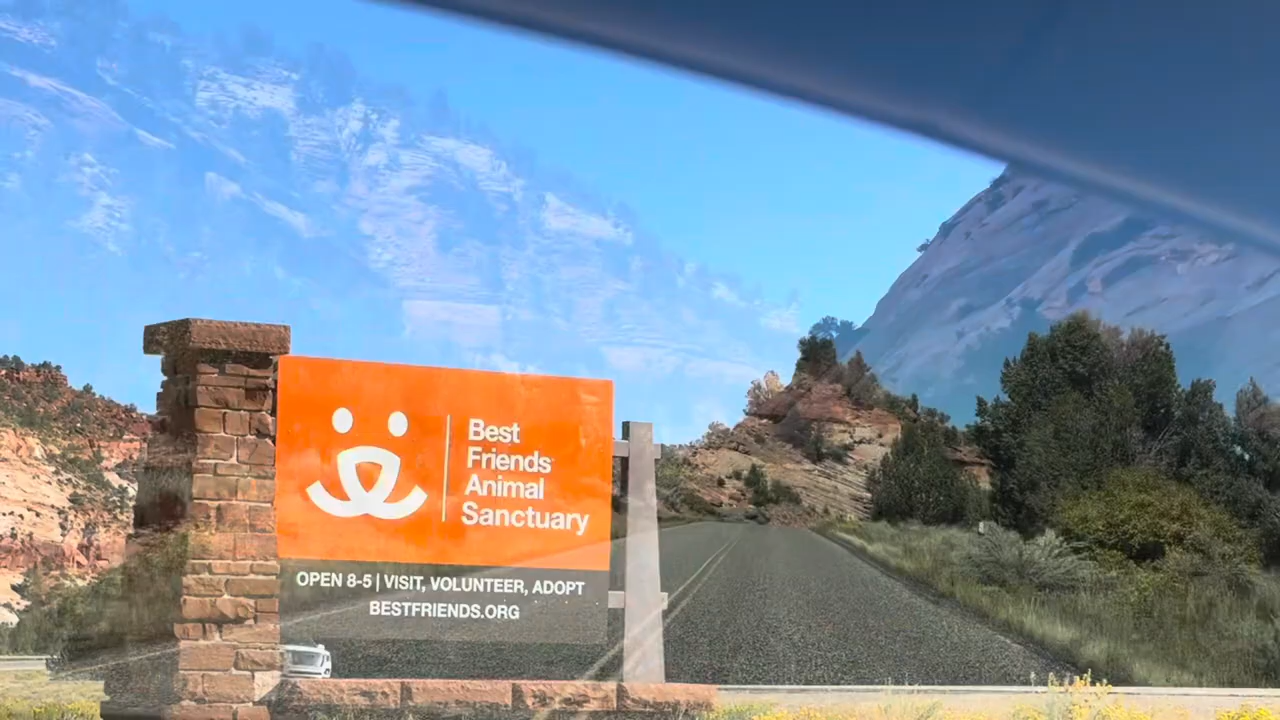 Best
Friends
Animal
Sanctuary
OPEN 8-5 | VISIT, VOLUNTEER, ADOPT
BESTFRIENDS.ORG